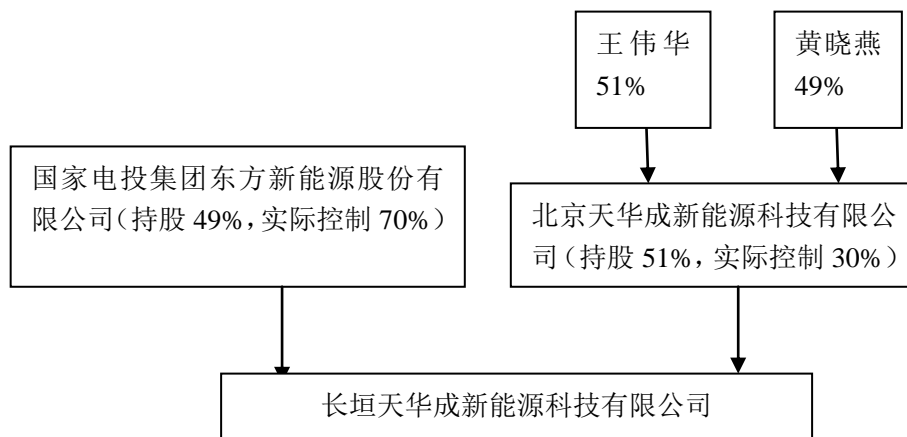 王伟华
51%
黄晓燕
49%
国家电投集团东方新能源股份有
限公司（持股 49%，实际控制 70%）
北京天华成新能源科技有限公
司（持股 51%，实际控制 30%）
长垣天华成新能源科技有限公司